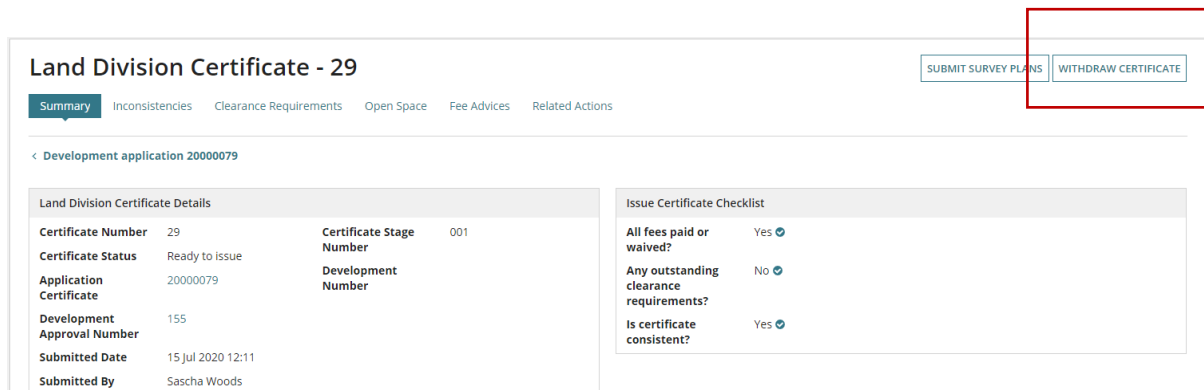 Land Division Certificate - 29
SUBMIT SURVEY PLANS
WITHDRAW CERTIFICATE
Summary
Inconsistencies
Clearance Requirements
Open Space
Fee Advices
Related Actions
< Development application 20000079
Land Division Certificate Details
Certificate Number 29
Certificate Status Ready to issue
Application
Certificate
20000079
Development
Approval Number
155
Submitted Date 15 Jul 2020 12:11
Submitted By Sascha Woods
Certificate Stage
Number
001
Development
Number
Issue Certificate Checklist
All fees paid or
waived?
Yes
Any outstanding
clearance
requirements?
No
Is certificate
consistent?
Yes